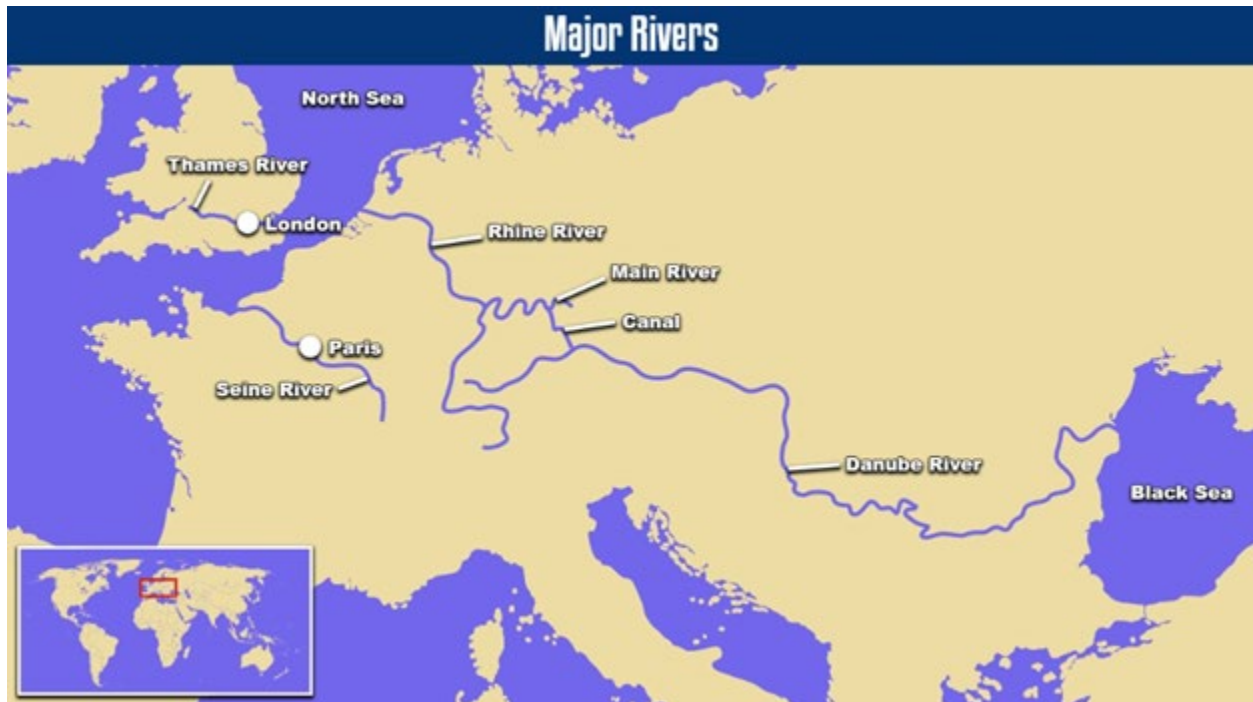 Major Rivers
North Sea
Thames River
London
Rhine River
Main River
Canal
Paris
Seine River
Danube River
Black Sea